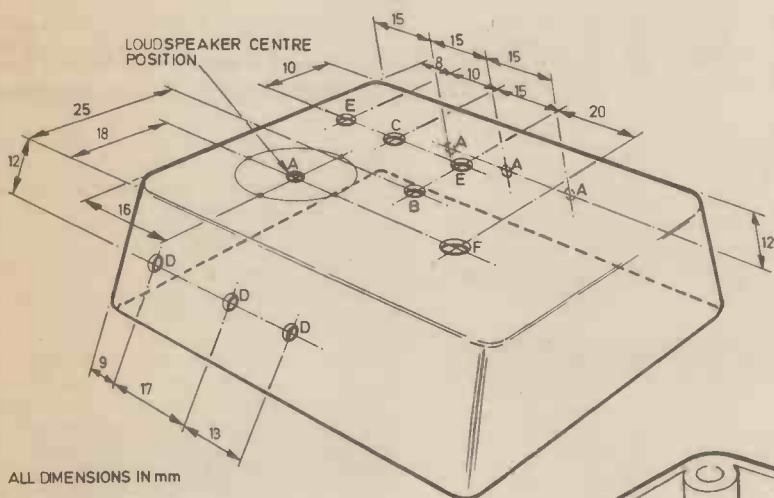 15
15
15
LOUDSPEAKER CENTRE
POSITION
10
8
10
15
20
25
18
12
16
E
C
A
A
E
A
A
B
F
12
D
D
D
9
17
13
ALL DIMENSIONS IN mm